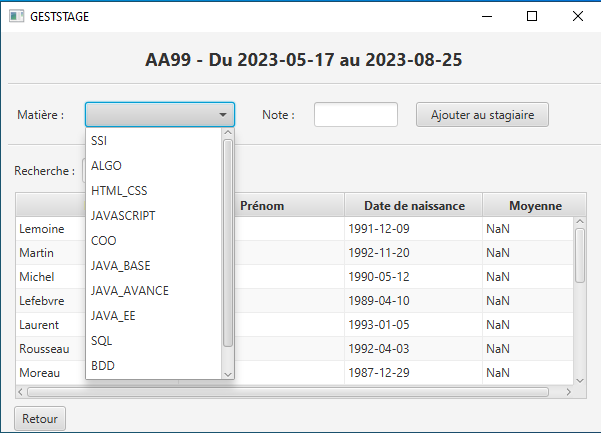 GESTSTAGE
AA99 - Du 2023-05-17 au 2023-08-25
Matière : Note : Ajouter au stagiaire
SSI
ALGO
HTML_CSS
JAVASCRIPT
COO
JAVA_BASE
JAVA_AVANCE
JAVA_EE
SQL
BDD
Recherche :
Prénom Date de naissance Moyenne
Lemoine 1991-12-09 NaN
Martin 1992-11-20 NaN
Michel 1990-05-12 NaN
Lefebvre 1989-04-10 NaN
Laurent 1993-01-05 NaN
Rousseau 1992-04-03 NaN
Moreau 1987-12-29 NaN
Retour